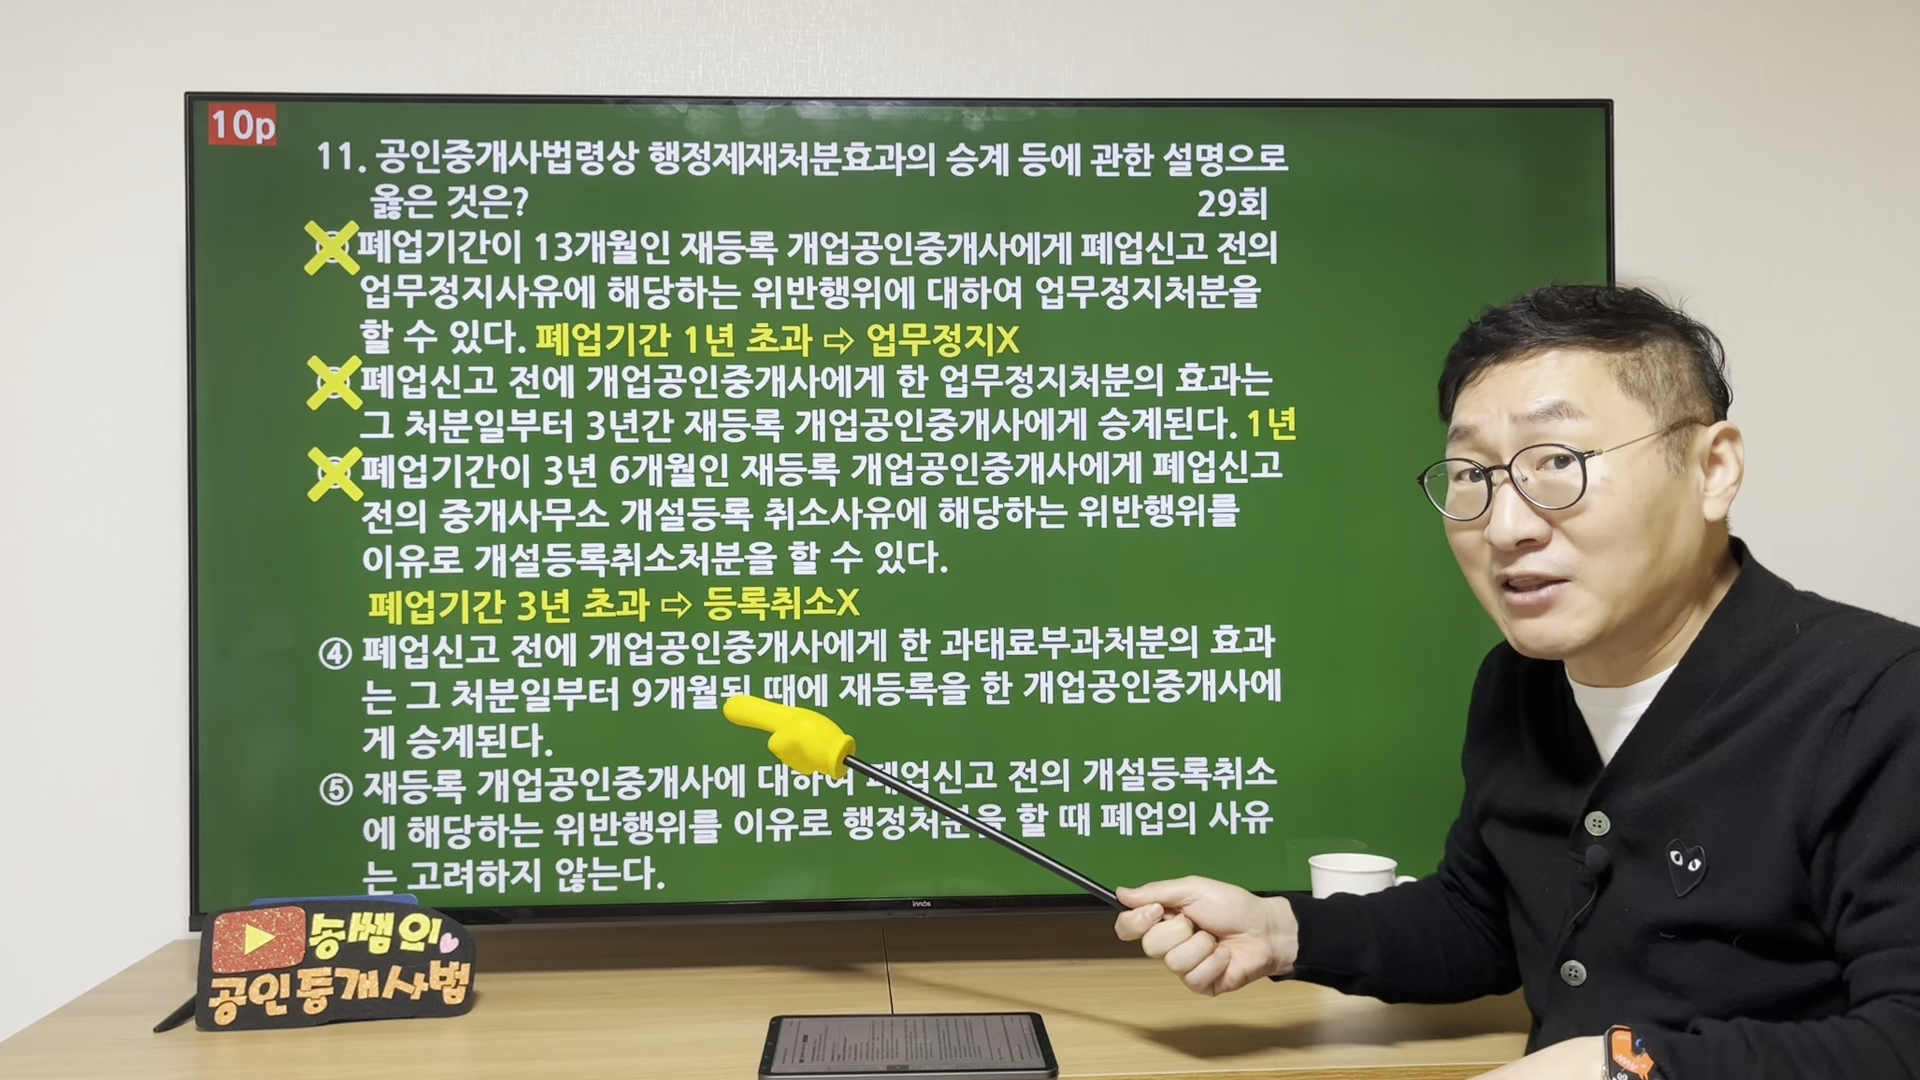 10p
11. 공인중개사법령상 행정제재처분효과의 승계 등에 관한 설명으로
옳은 것은? 29회
폐업기간이 13개월인 재등록 개업공인중개사에게 폐업신고 전의
업무정지사유에 해당하는 위반행위에 대하여 업무정지처분을
할 수 있다. 폐업기간 1년 초과 ⇨ 업무정지X
폐업신고 전에 개업공인중개사에게 한 업무정지처분의 효과는
그 처분일부터 3년간 재등록 개업공인중개사에게 승계된다. 1년
폐업기간이 3년 6개월인 재등록 개업공인중개사에게 폐업신고
전의 중개사무소 개설등록 취소사유에 해당하는 위반행위를
이유로 개설등록취소처분을 할 수 있다.
폐업기간 3년 초과 ⇨ 등록취소X
④ 폐업신고 전에 개업공인중개사에게 한 과태료부과처분의 효과
는 그 처분일부터 9개월된 때에 재등록을 한 개업공인중개사에
게 승계된다.
⑤ 재등록 개업공인중개사에 대하여 폐업신고 전의 개설등록취소
에 해당하는 위반행위를 이유로 행정처분을 할 때 폐업의 사유
는 고려하지 않는다.
innos
송쌤의
공인중개사법